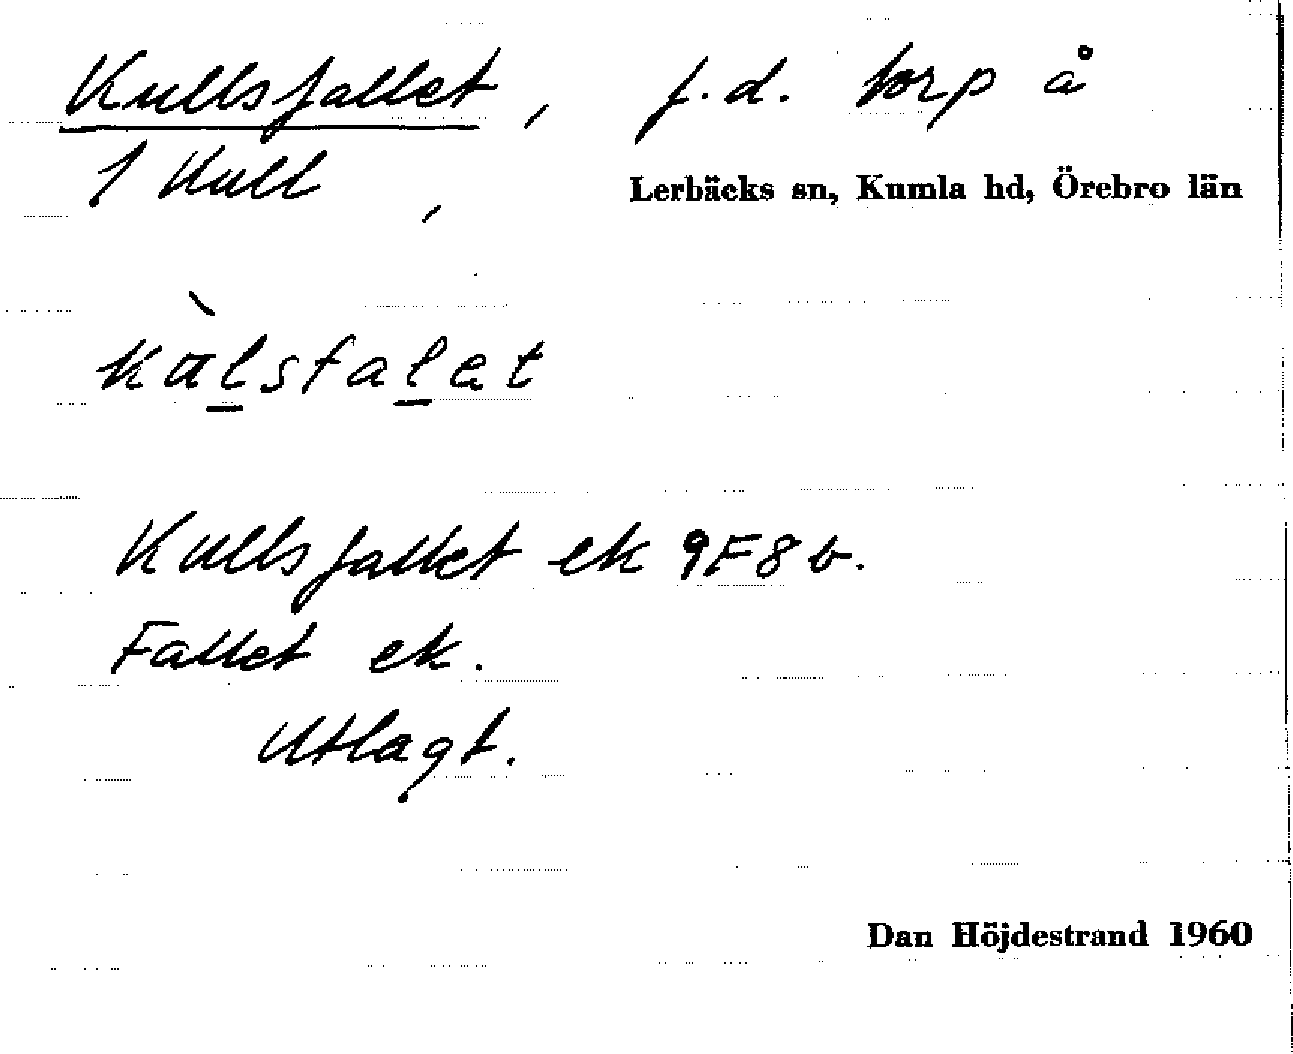 Kullsfallet, f.d. torp å
1 Kull, Lerbäcks sn, Kumla hd, Örebro län
kàlsfalet
Kullsfallet ek 9F8b.
Fallet ek.
Utlagt.
Dan Höjdestrand 1960